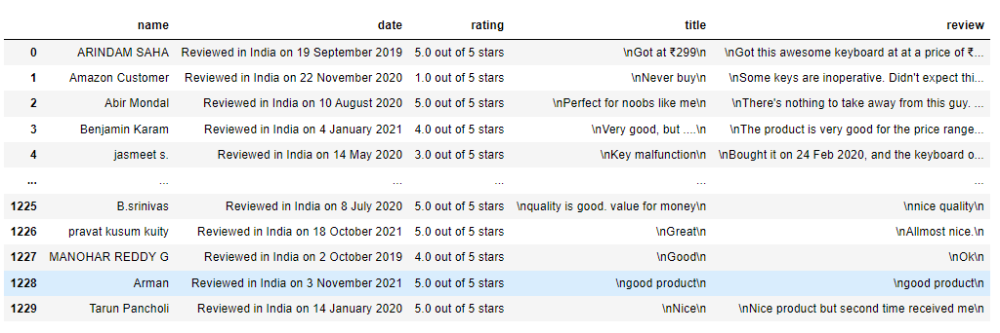 name date rating title review
0 ARINDAM SAHA Reviewed in India on 19 September 2019 5.0 out of 5 stars \nGot at ₹299\n \nGot this awesome keyboard at at a price of ₹...
1 Amazon Customer Reviewed in India on 22 November 2020 1.0 out of 5 stars \nNever buy\n \nSome keys are inoperative. Didn't expect thi...
2 Abir Mondal Reviewed in India on 10 August 2020 5.0 out of 5 stars \nPerfect for noobs like me\n \nThere's nothing to take away from this guy. ...
3 Benjamin Karam Reviewed in India on 4 January 2021 4.0 out of 5 stars \nVery good, but ....\n \nThe product is very good for the price range...
4 jasmeet s. Reviewed in India on 14 May 2020 3.0 out of 5 stars \nKey malfunction\n \nBought it on 24 Feb 2020, and the keyboard o...
... ... ... ... ... ...
1225 B.srinivas Reviewed in India on 8 July 2020 5.0 out of 5 stars \nquality is good. value for money\n \nnice quality\n
1226 pravat kusum kuity Reviewed in India on 18 October 2021 5.0 out of 5 stars \nGreat\n \nAllmost nice.\n
1227 MANOHAR REDDY G Reviewed in India on 2 October 2019 4.0 out of 5 stars \nGood\n \nOk\n
1228 Arman Reviewed in India on 3 November 2021 5.0 out of 5 stars \ngood product\n \ngood product\n
1229 Tarun Pancholi Reviewed in India on 14 January 2020 5.0 out of 5 stars \nNice\n \nNice product but second time received me\n